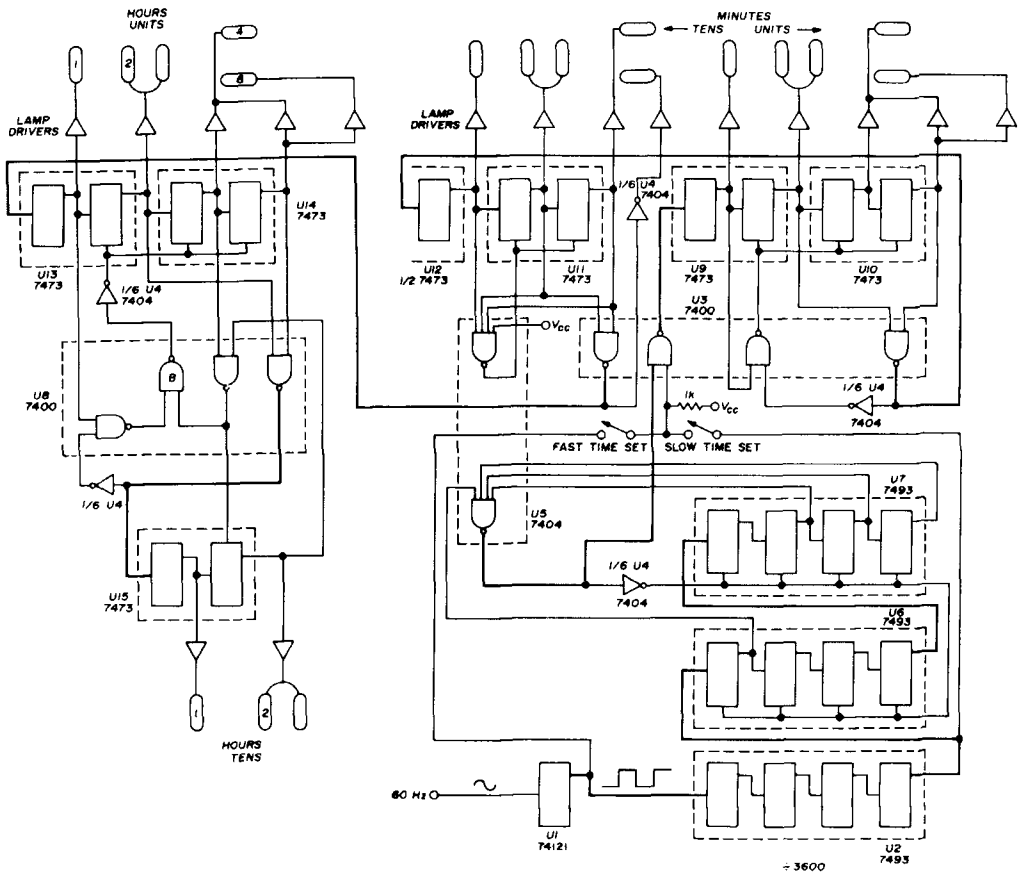 HOURS
UNITS
1
2
4
8
LAMP
DRIVERS
U13
7473
U14
7473
1/6 U4
7404
U8
7400
B
1/6 U4
U15
7473
1
2
HOURS
TENS
MINUTES
← TENS UNITS →
LAMP
DRIVERS
1/6 U4
7404
U12
1/2 7473
U11
7473
U9
7473
U10
7473
U3
7400
Vcc
1k
Vcc
1/6 U4
7404
FAST TIME SET
SLOW TIME SET
U5
7404
U7
7493
1/6 U4
7404
U6
7493
60 Hz
U1
74121
U2
7493
÷3600